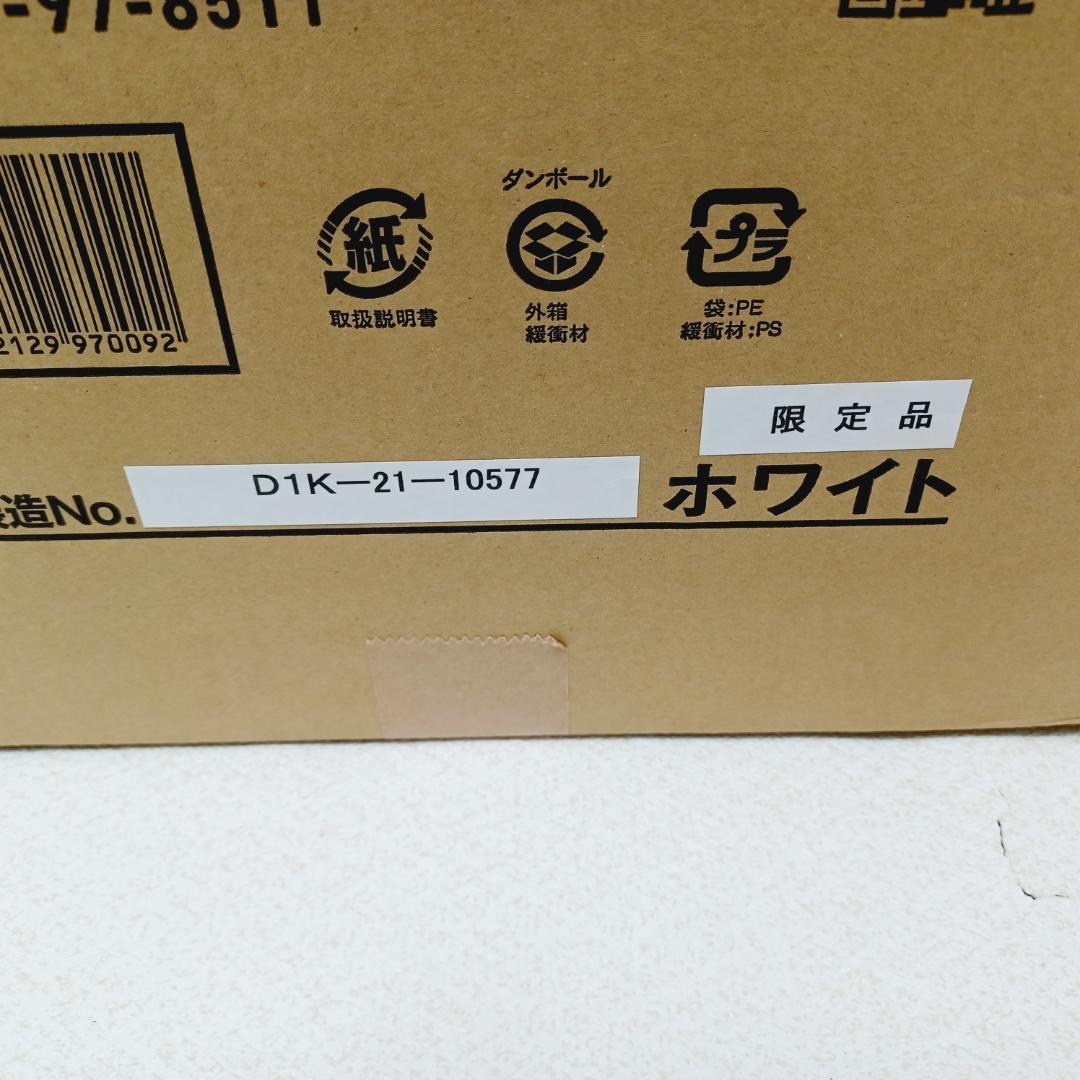 ダンボール
紙
プラ
取扱説明書
外箱
緩衝材
袋:PE
緩衝材:PS
2129 970092
限定品
造No.
D1K—21—10577
ホワイト